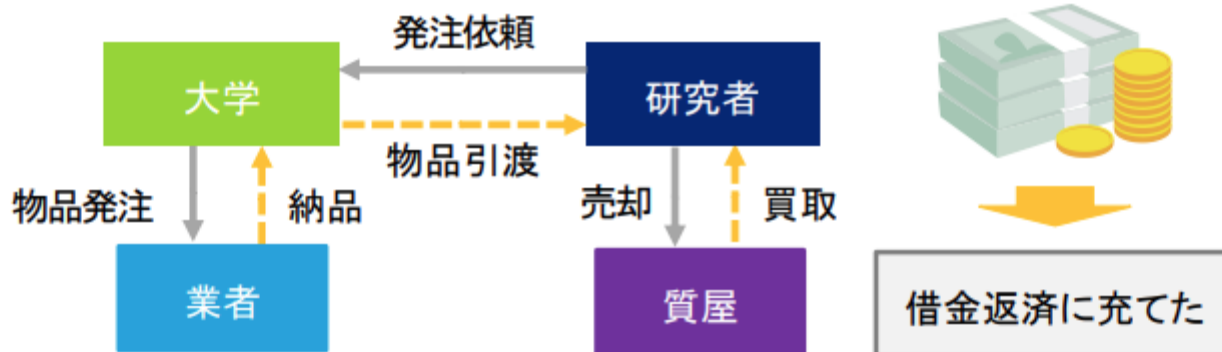 発注依頼
大学
研究者
物品引渡
物品発注
納品
売却
買取
業者
質屋
借金返済に充てた